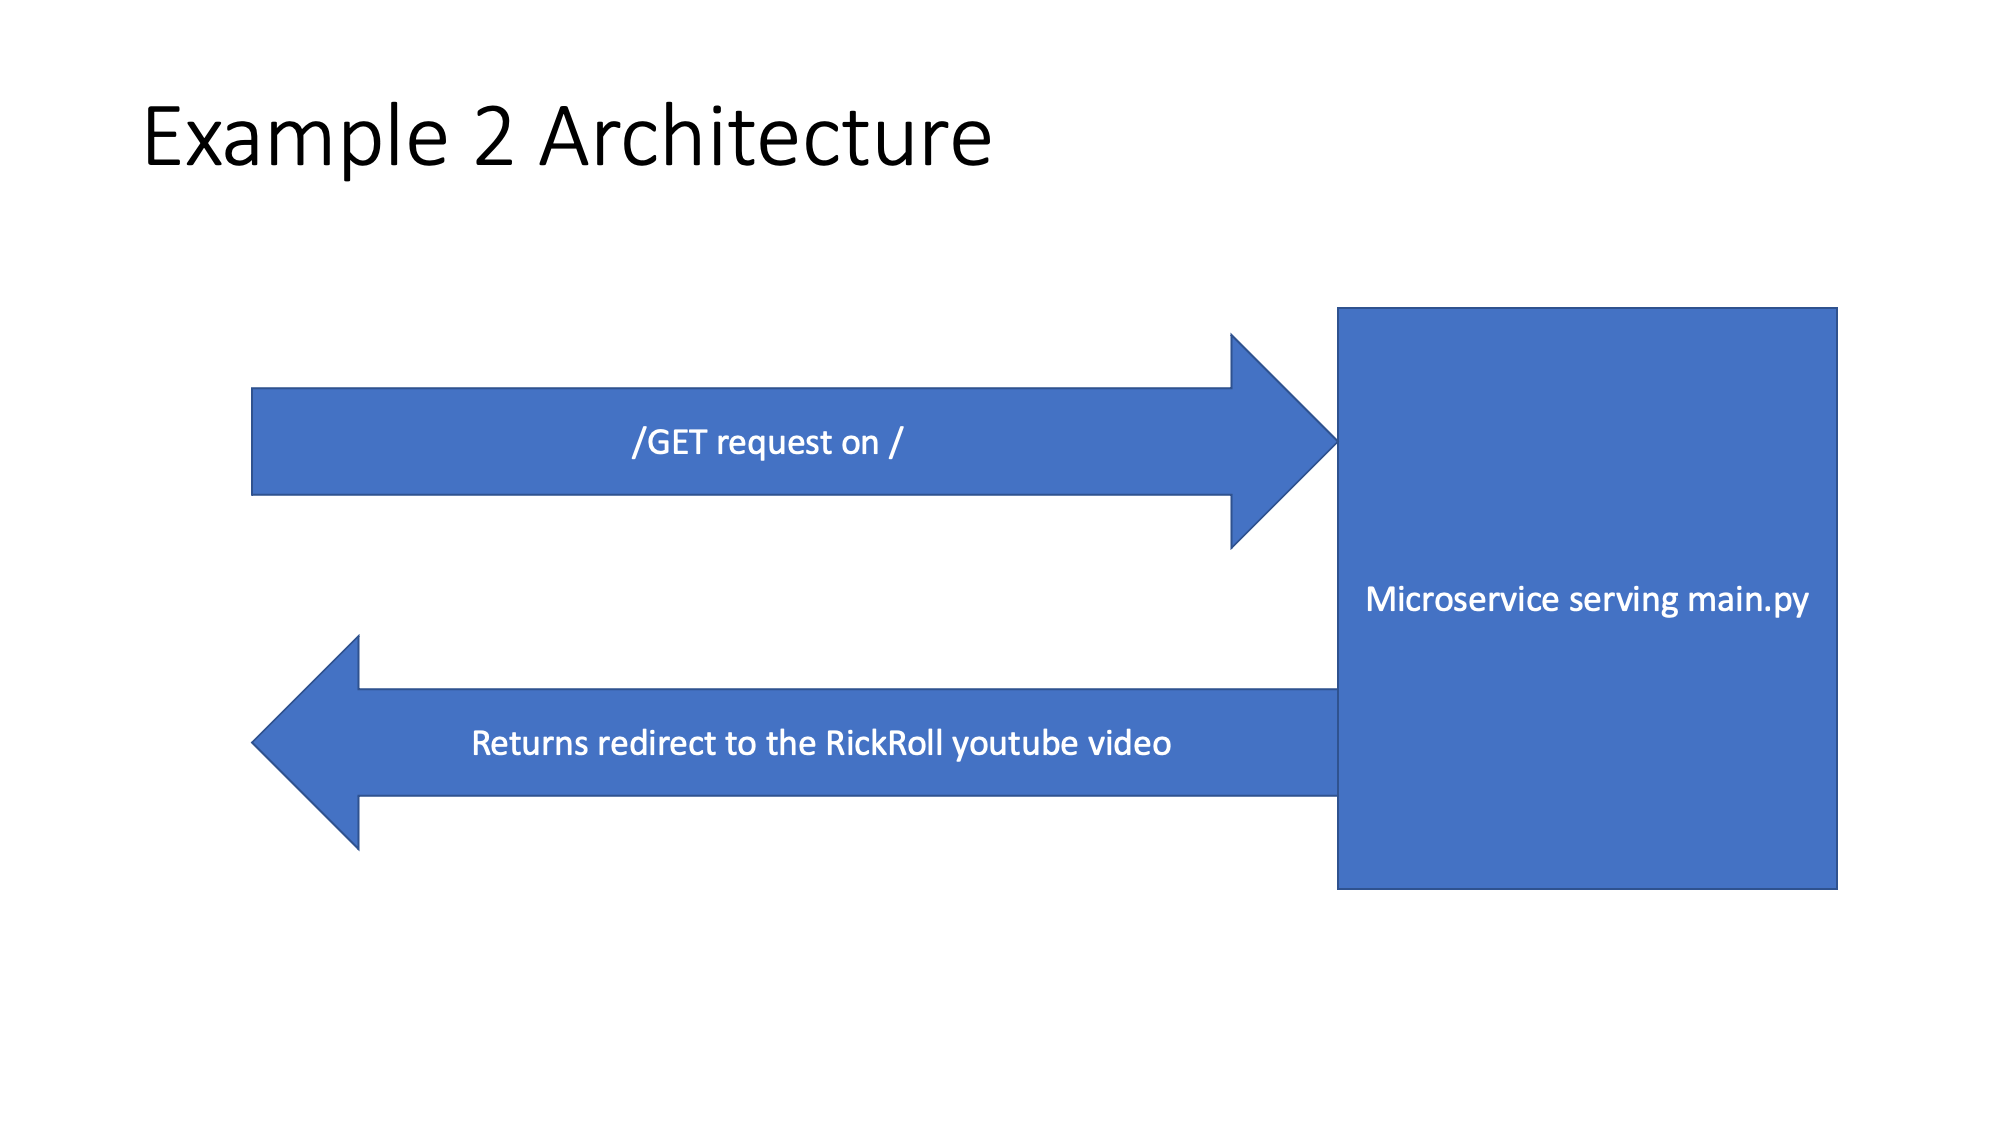 Example 2 Architecture
/GET request on /
Microservice serving main.py
Returns redirect to the RickRoll youtube video